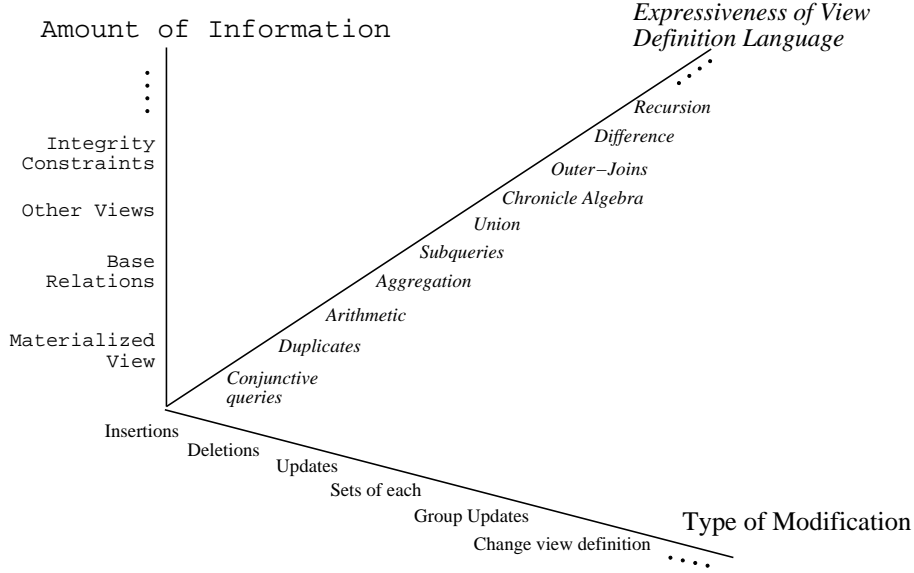 Amount of Information
Expressiveness of View
Definition Language
Recursion
Difference
Integrity
Constraints
Outer-Joins
Chronicle Algebra
Other Views
Union
Subqueries
Base
Relations
Aggregation
Arithmetic
Materialized
View
Duplicates
Conjunctive
queries
Insertions
Deletions
Updates
Sets of each
Group Updates
Type of Modification
Change view definition